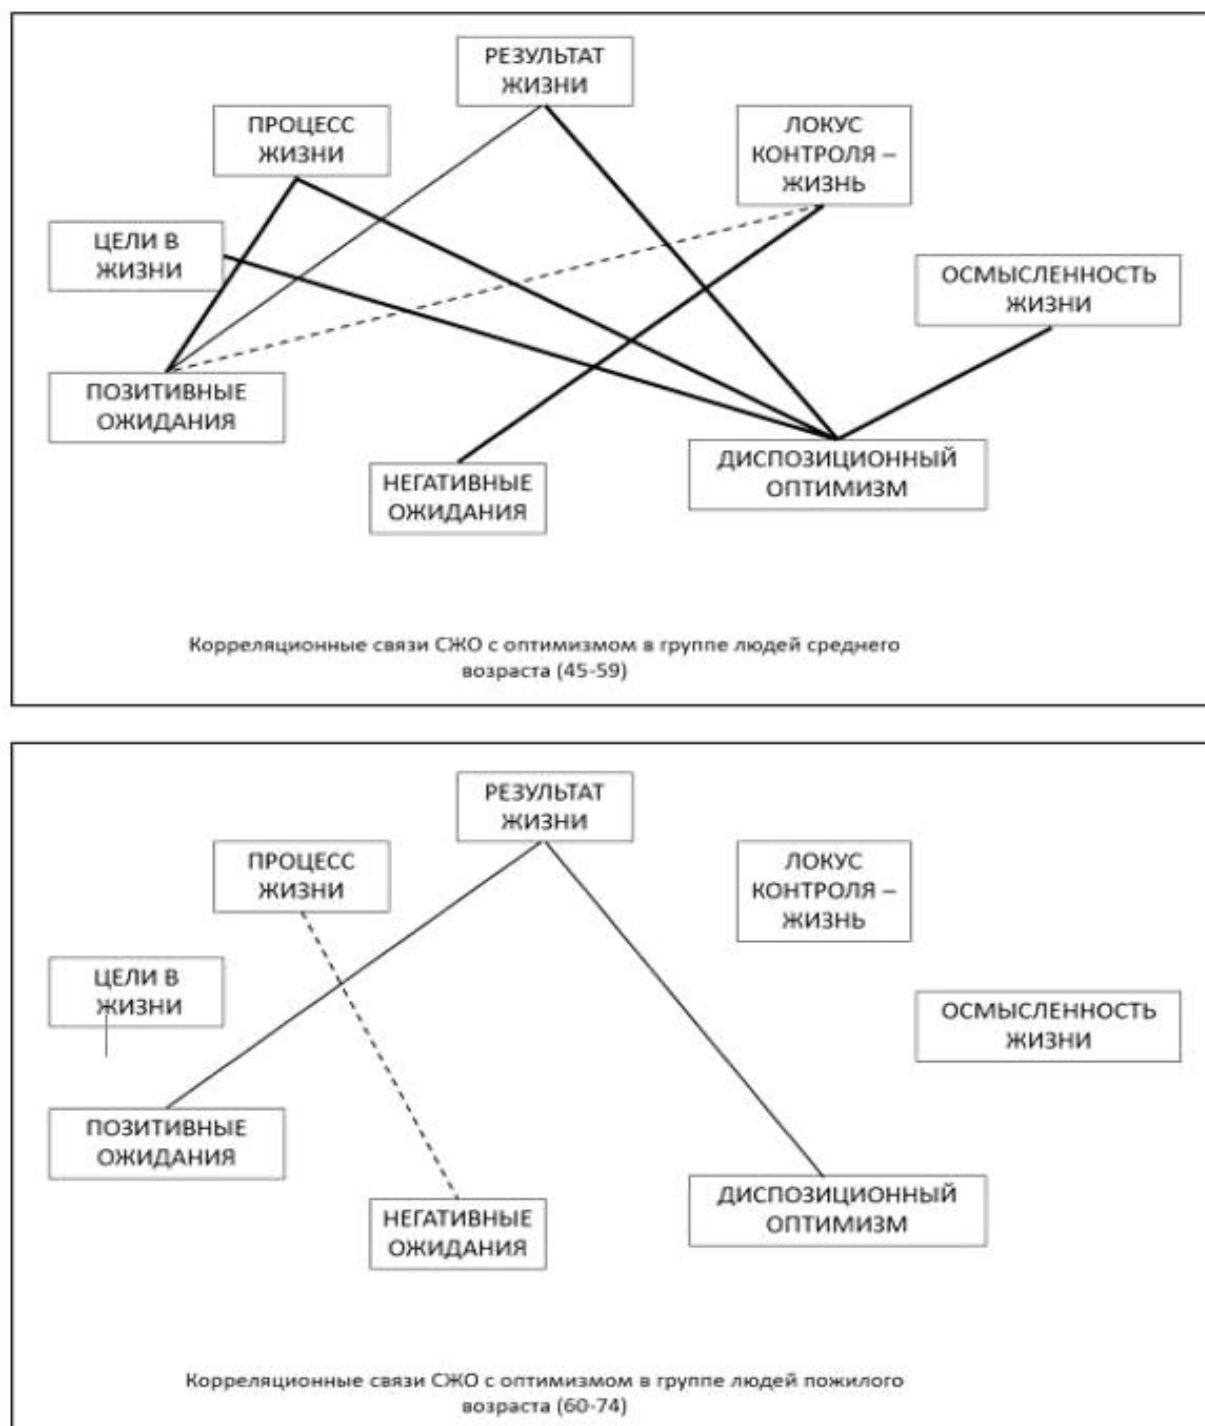 РЕЗУЛЬТАТ
ЖИЗНИ
ПРОЦЕСС
ЖИЗНИ
ЛОКУС
КОНТРОЛЯ –
ЖИЗНЬ
ЦЕЛИ В
ЖИЗНИ
ОСМЫСЛЕННОСТЬ
ЖИЗНИ
ПОЗИТИВНЫЕ
ОЖИДАНИЯ
НЕГАТИВНЫЕ
ОЖИДАНИЯ
ДИСПОЗИЦИОННЫЙ
ОПТИМИЗМ
Корреляционные связи СЖО с оптимизмом в группе людей среднего
возраста (45-59)
РЕЗУЛЬТАТ
ЖИЗНИ
ПРОЦЕСС
ЖИЗНИ
ЛОКУС
КОНТРОЛЯ –
ЖИЗНЬ
ЦЕЛИ В
ЖИЗНИ
ОСМЫСЛЕННОСТЬ
ЖИЗНИ
ПОЗИТИВНЫЕ
ОЖИДАНИЯ
НЕГАТИВНЫЕ
ОЖИДАНИЯ
ДИСПОЗИЦИОННЫЙ
ОПТИМИЗМ
Корреляционные связи СЖО с оптимизмом в группе людей пожилого
возраста (60-74)